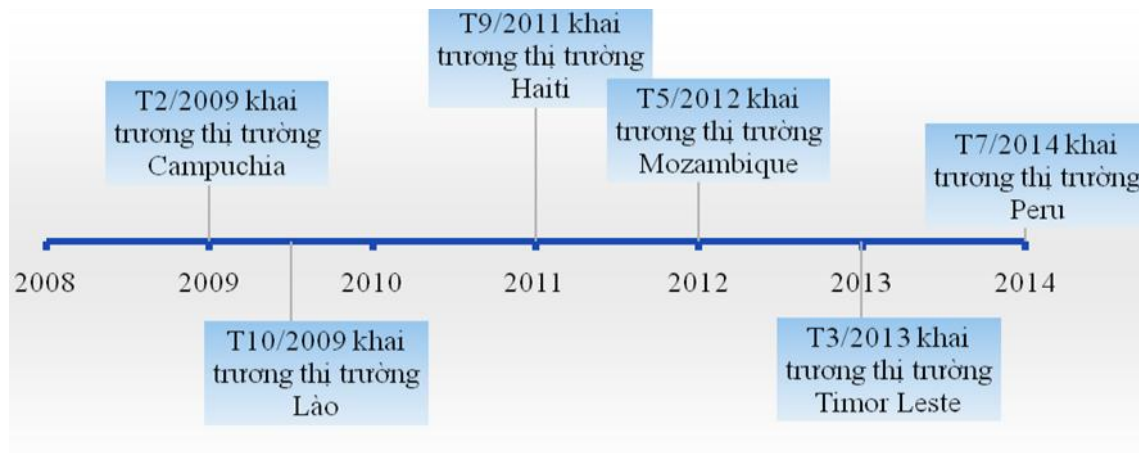 T9/2011 khai
trương thị trường
Haiti
T2/2009 khai
trương thị trường
Campuchia
T5/2012 khai
trương thị trường
Mozambique
T7/2014 khai
trương thị trường
Peru
2008 2009 2010 2011 2012 2013 2014
T10/2009 khai
trương thị trường
Lào
T3/2013 khai
trương thị trường
Timor Leste